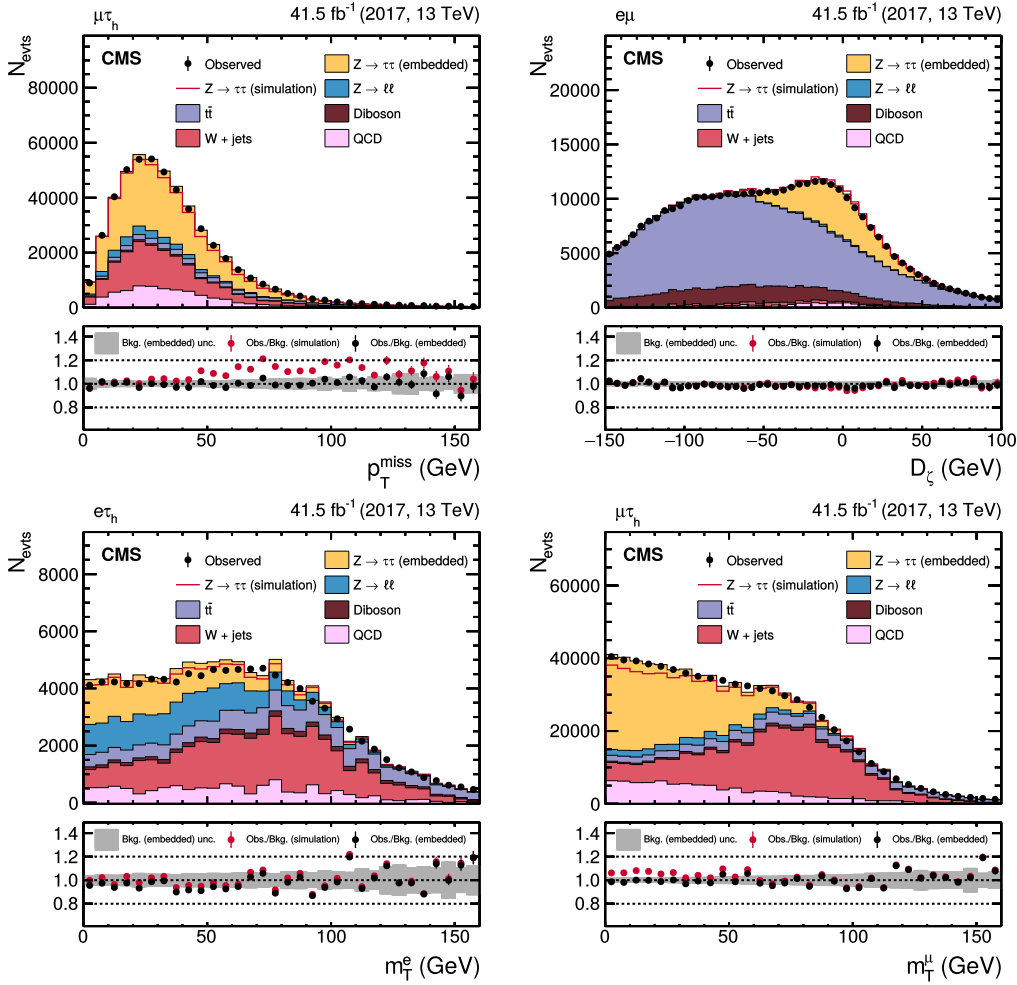 μτh 41.5 fb-1 (2017, 13 TeV)
Nevts
CMS
Observed
Z → ττ (embedded)
Z → ττ (simulation)
Z → ℓℓ
tt̄
Diboson
W + jets
QCD
80000
60000
40000
20000
0
Bkg. (embedded) unc. Obs./Bkg. (simulation) Obs./Bkg. (embedded)
1.4
1.2
1.0
0.8
0 50 100 150
pTmiss (GeV)
eμ 41.5 fb-1 (2017, 13 TeV)
Nevts
CMS
Observed
Z → ττ (embedded)
Z → ττ (simulation)
Z → ℓℓ
tt̄
Diboson
W + jets
QCD
20000
15000
10000
5000
0
Bkg. (embedded) unc. Obs./Bkg. (simulation) Obs./Bkg. (embedded)
1.4
1.2
1.0
0.8
−150 −100 −50 0 50 100
Dζ (GeV)
eτh 41.5 fb-1 (2017, 13 TeV)
Nevts
CMS
Observed
Z → ττ (embedded)
Z → ττ (simulation)
Z → ℓℓ
tt̄
Diboson
W + jets
QCD
8000
6000
4000
2000
0
Bkg. (embedded) unc. Obs./Bkg. (simulation) Obs./Bkg. (embedded)
1.4
1.2
1.0
0.8
0 50 100 150
mTe (GeV)
μτh 41.5 fb-1 (2017, 13 TeV)
Nevts
CMS
Observed
Z → ττ (embedded)
Z → ττ (simulation)
Z → ℓℓ
tt̄
Diboson
W + jets
QCD
60000
40000
20000
0
Bkg. (embedded) unc. Obs./Bkg. (simulation) Obs./Bkg. (embedded)
1.4
1.2
1.0
0.8
0 50 100 150
mTμ (GeV)